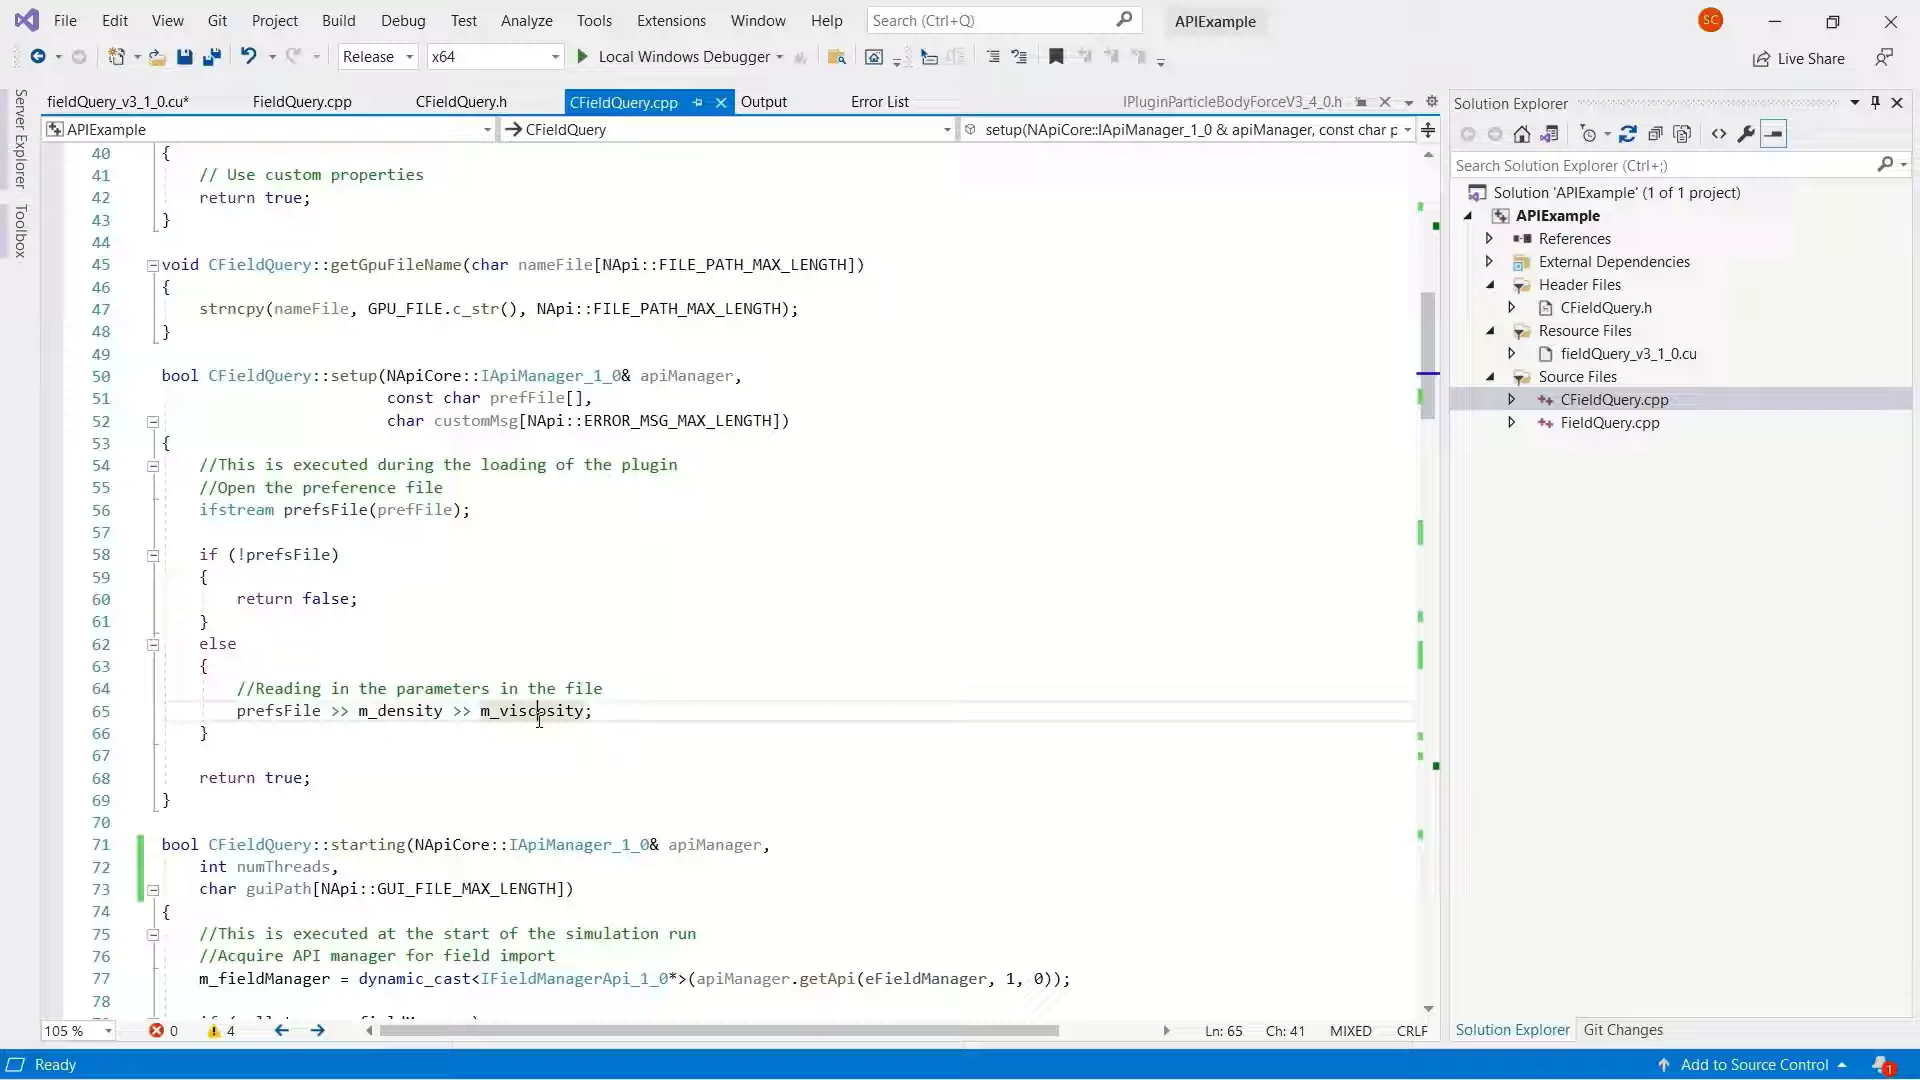 File Edit View Git Project Build Debug Test Analyze Tools Extensions Window Help Search (Ctrl+Q) APIExample SC
Release x64 Local Windows Debugger Live Share
Server Explorer
Toolbox
fieldQuery_v3_1_0.cu* FieldQuery.cpp CFieldQuery.h CFieldQuery.cpp Output Error List IPluginParticleBodyForceV3_4_0.h
APIExample CFieldQuery setup(NApiCore::IApiManager_1_0 & apiManager, const char p
40 {
41 // Use custom properties
42 return true;
43 }
44
45 void CFieldQuery::getGpuFileName(char nameFile[NApi::FILE_PATH_MAX_LENGTH])
46 {
47 strncpy(nameFile, GPU_FILE.c_str(), NApi::FILE_PATH_MAX_LENGTH);
48 }
49
50 bool CFieldQuery::setup(NApiCore::IApiManager_1_0& apiManager,
51 const char prefFile[],
52 char customMsg[NApi::ERROR_MSG_MAX_LENGTH])
53 {
54 //This is executed during the loading of the plugin
55 //Open the preference file
56 ifstream prefsFile(prefFile);
57
58 if (!prefsFile)
59 {
60 return false;
61 }
62 else
63 {
64 //Reading in the parameters in the file
65 prefsFile >> m_density >> m_viscosity;
66 }
67
68 return true;
69 }
70
71 bool CFieldQuery::starting(NApiCore::IApiManager_1_0& apiManager,
72 int numThreads,
73 char guiPath[NApi::GUI_FILE_MAX_LENGTH])
74 {
75 //This is executed at the start of the simulation run
76 //Acquire API manager for field import
77 m_fieldManager = dynamic_cast<IFieldManagerApi_1_0*>(apiManager.getApi(eFieldManager, 1, 0));
78
105 % 0 4 Ln: 65 Ch: 41 MIXED CRLF
Solution Explorer
Search Solution Explorer (Ctrl+;)
Solution 'APIExample' (1 of 1 project)
APIExample
References
External Dependencies
Header Files
CFieldQuery.h
Resource Files
fieldQuery_v3_1_0.cu
Source Files
CFieldQuery.cpp
FieldQuery.cpp
Solution Explorer Git Changes
Ready Add to Source Control 1